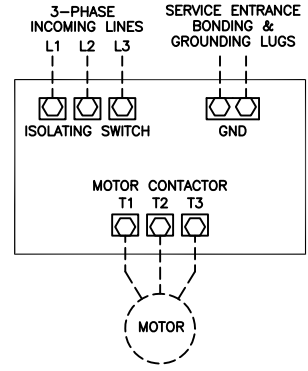 3-PHASE
INCOMING LINES
L1 L2 L3
SERVICE ENTRANCE
BONDING &
GROUNDING LUGS
ISOLATING SWITCH
GND
MOTOR CONTACTOR
T1 T2 T3
MOTOR